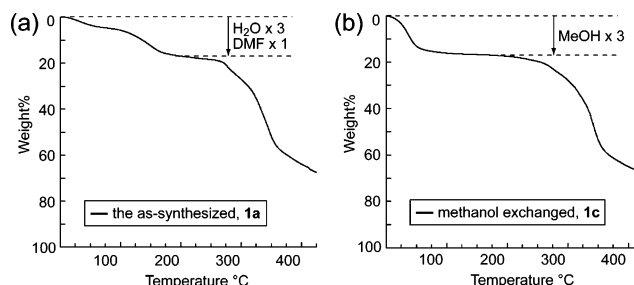 (a)
0
20
40
60
80
100
Weight%
H₂O x 3
DMF x 1
the as-synthesized, 1a
100
200
300
400
Temperature °C
(b)
0
20
40
60
80
100
Weight%
MeOH x 3
methanol exchanged, 1c
100
200
300
400
Temperature °C